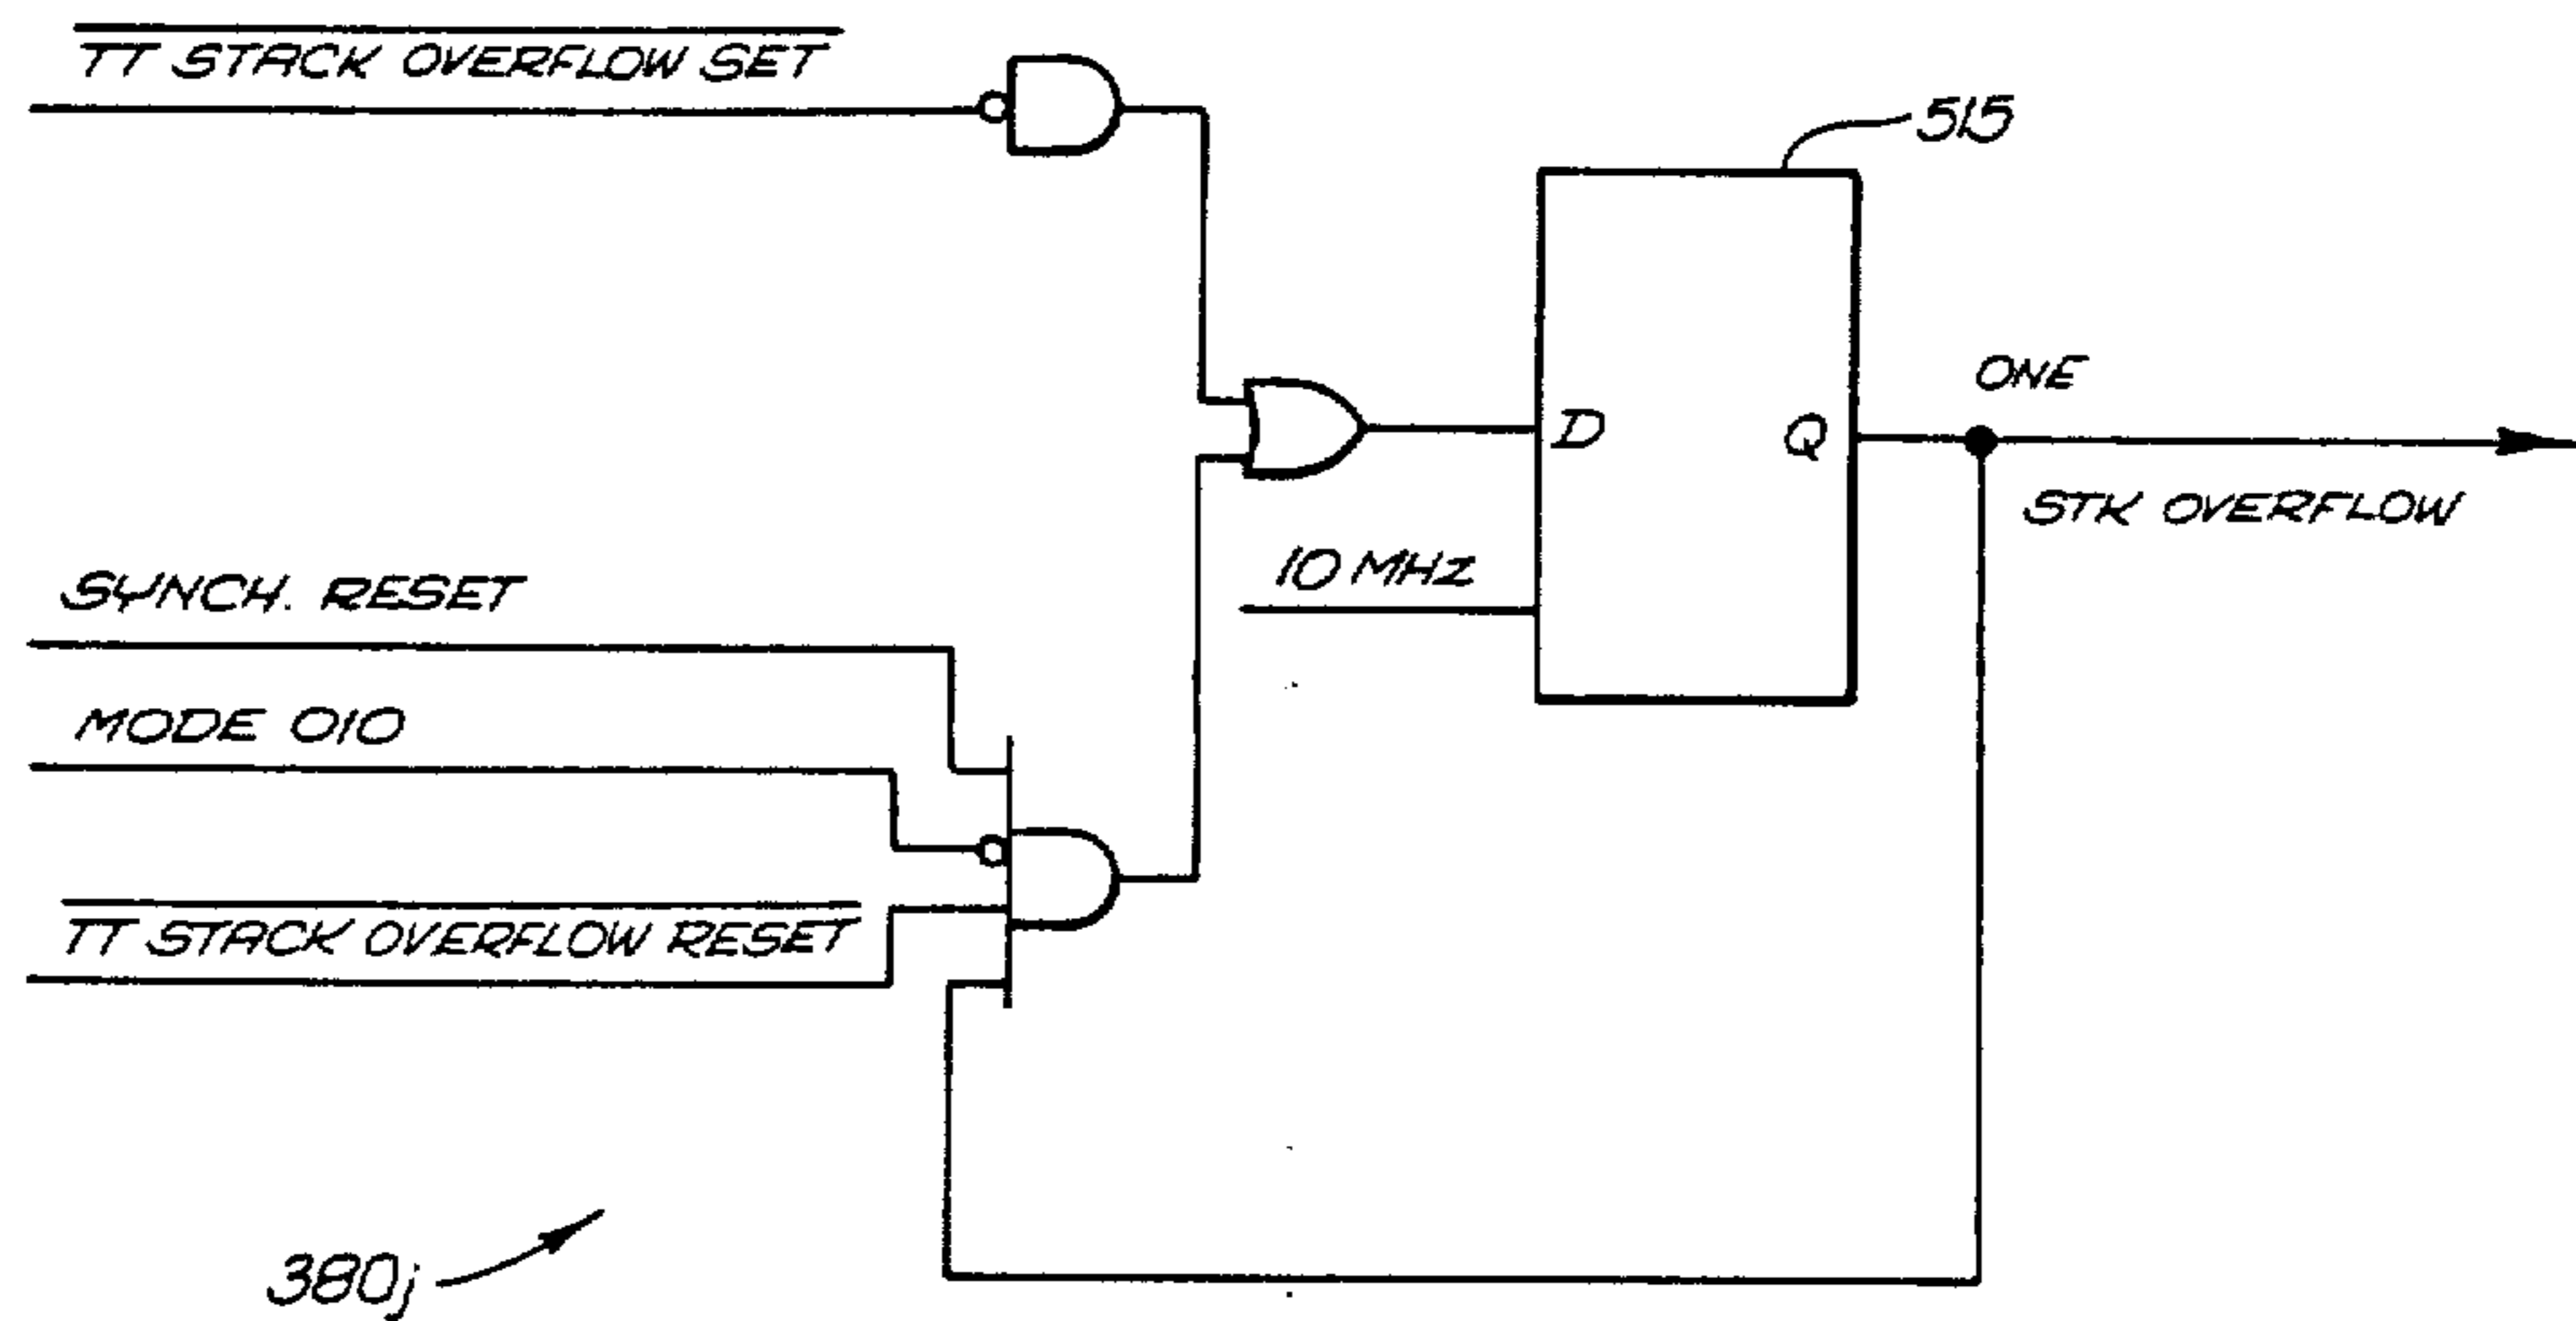 TT STACK OVERFLOW SET
515
D
Q
ONE
STK OVERFLOW
10 MHz
SYNCH. RESET
MODE 010
TT STACK OVERFLOW RESET
380j